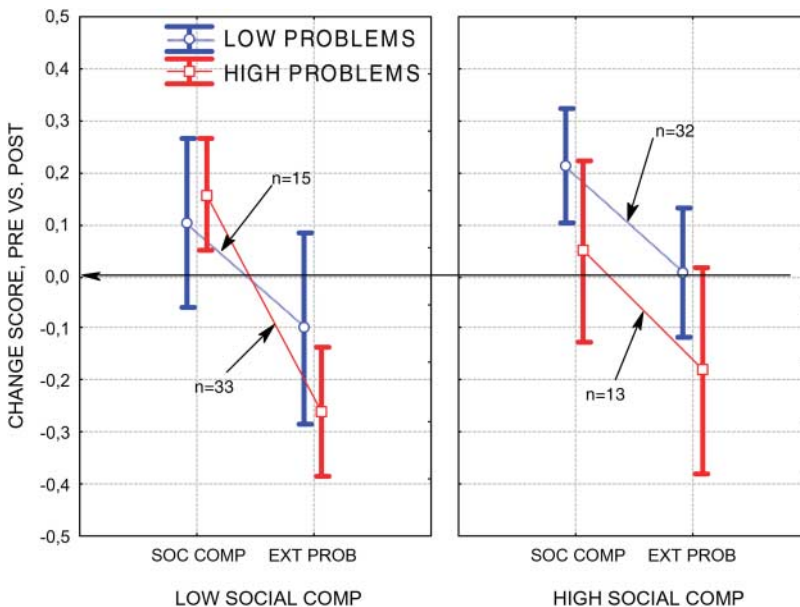 CHANGE SCORE, PRE VS. POST
0,5
0,4
0,3
0,2
0,1
0,0
-0,1
-0,2
-0,3
-0,4
-0,5
LOW PROBLEMS
HIGH PROBLEMS
n=15
n=33
n=32
n=13
SOC COMP EXT PROB
SOC COMP EXT PROB
LOW SOCIAL COMP
HIGH SOCIAL COMP